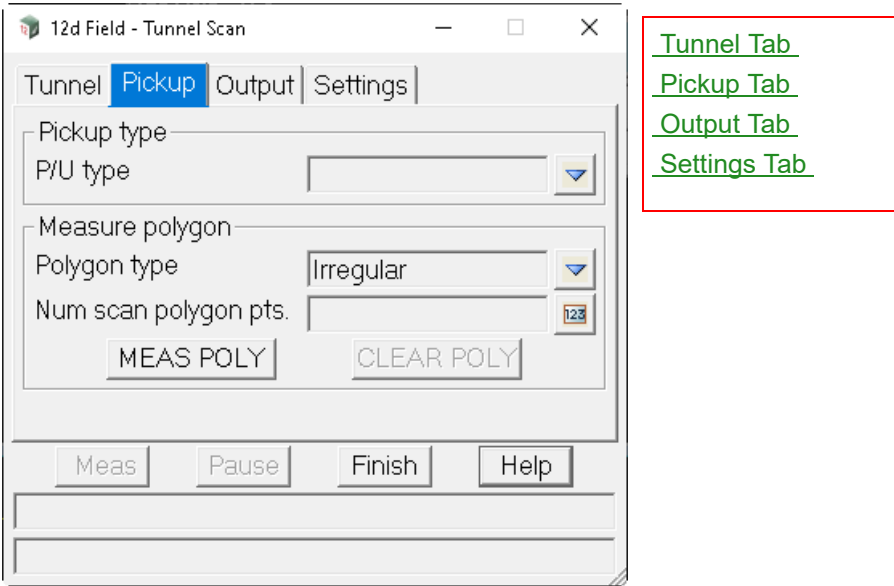 12d Field - Tunnel Scan
Tunnel Pickup Output Settings
Pickup type
P/U type
Measure polygon
Polygon type Irregular
Num scan polygon pts. 123
MEAS POLY CLEAR POLY
Meas Pause Finish Help
Tunnel Tab
Pickup Tab
Output Tab
Settings Tab